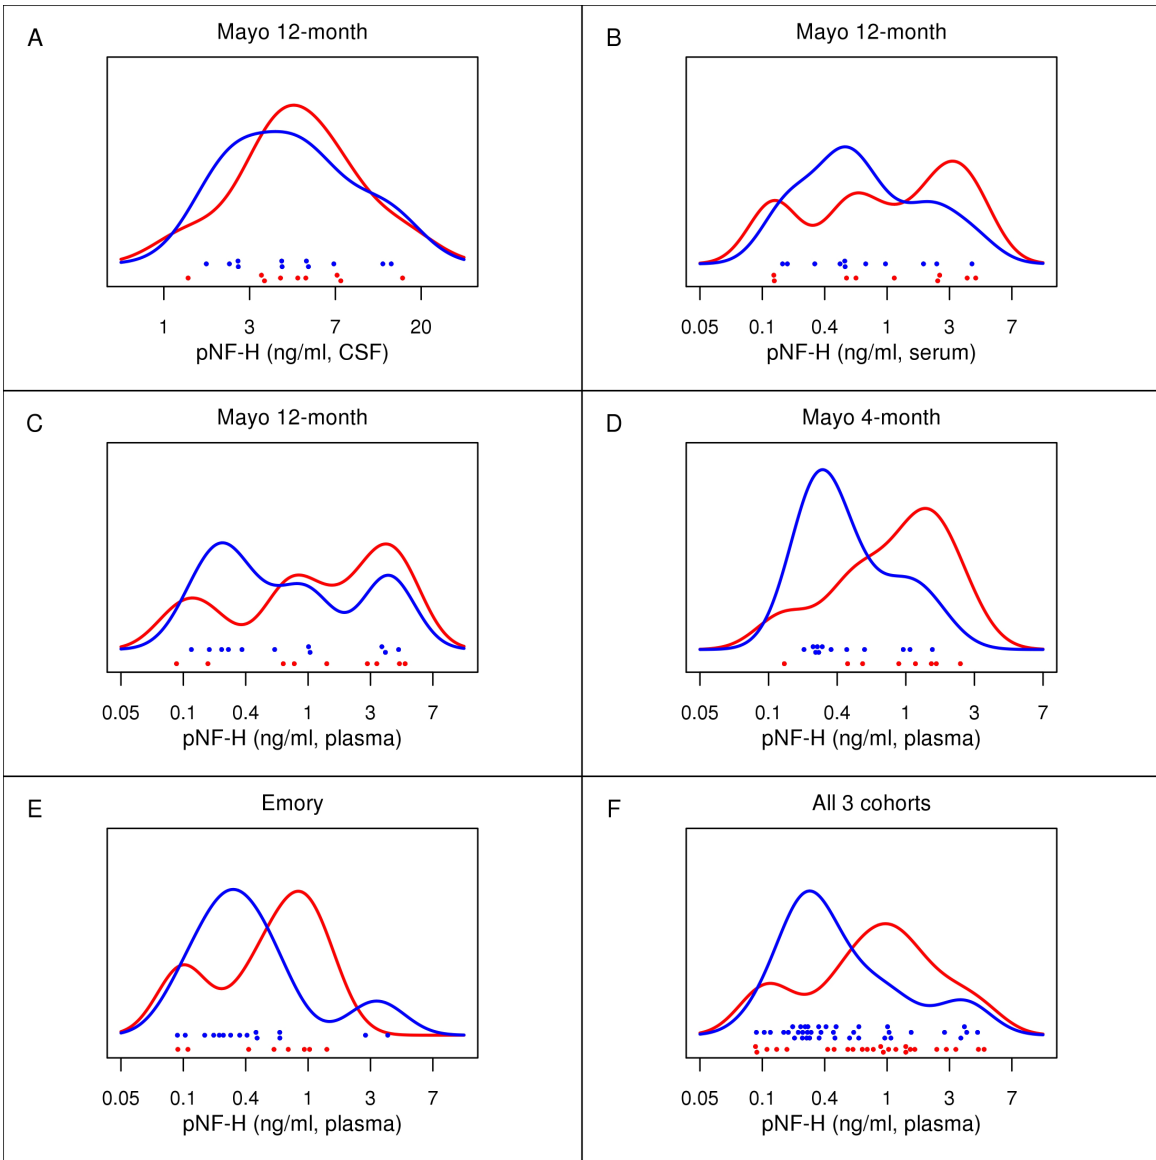 A
Mayo 12-month
1 3 7 20
pNF-H (ng/ml, CSF)
B
Mayo 12-month
0.05 0.1 0.4 1 3 7
pNF-H (ng/ml, serum)
C
Mayo 12-month
0.05 0.1 0.4 1 3 7
pNF-H (ng/ml, plasma)
D
Mayo 4-month
0.05 0.1 0.4 1 3 7
pNF-H (ng/ml, plasma)
E
Emory
0.05 0.1 0.4 1 3 7
pNF-H (ng/ml, plasma)
F
All 3 cohorts
0.05 0.1 0.4 1 3 7
pNF-H (ng/ml, plasma)